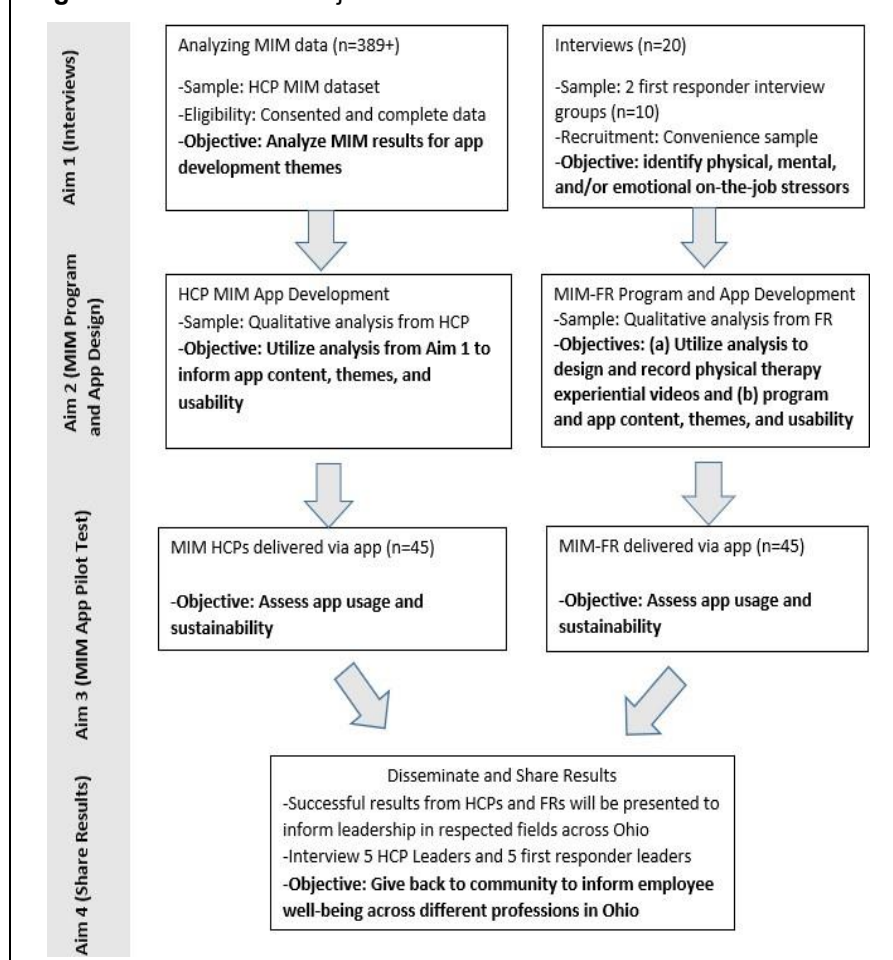 Aim 1 (Interviews)
Analyzing MIM data (n=389+)
-Sample: HCP MIM dataset
-Eligibility: Consented and complete data
-Objective: Analyze MIM results for app
development themes
Interviews (n=20)
-Sample: 2 first responder interview
groups (n=10)
-Recruitment: Convenience sample
-Objective: identify physical, mental,
and/or emotional on-the-job stressors
Aim 2 (MIM Program
and App Design)
HCP MIM App Development
-Sample: Qualitative analysis from HCP
-Objective: Utilize analysis from Aim 1 to
inform app content, themes, and
usability
MIM-FR Program and App Development
-Sample: Qualitative analysis from FR
-Objectives: (a) Utilize analysis to
design and record physical therapy
experiential videos and (b) program
and app content, themes, and usability
Aim 3 (MIM App Pilot Test)
MIM HCPs delivered via app (n=45)
-Objective: Assess app usage and
sustainability
MIM-FR delivered via app (n=45)
-Objective: Assess app usage and
sustainability
Aim 4 (Share Results)
Disseminate and Share Results
-Successful results from HCPs and FRs will be presented to
inform leadership in respected fields across Ohio
-Interview 5 HCP Leaders and 5 first responder leaders
-Objective: Give back to community to inform employee
well-being across different professions in Ohio